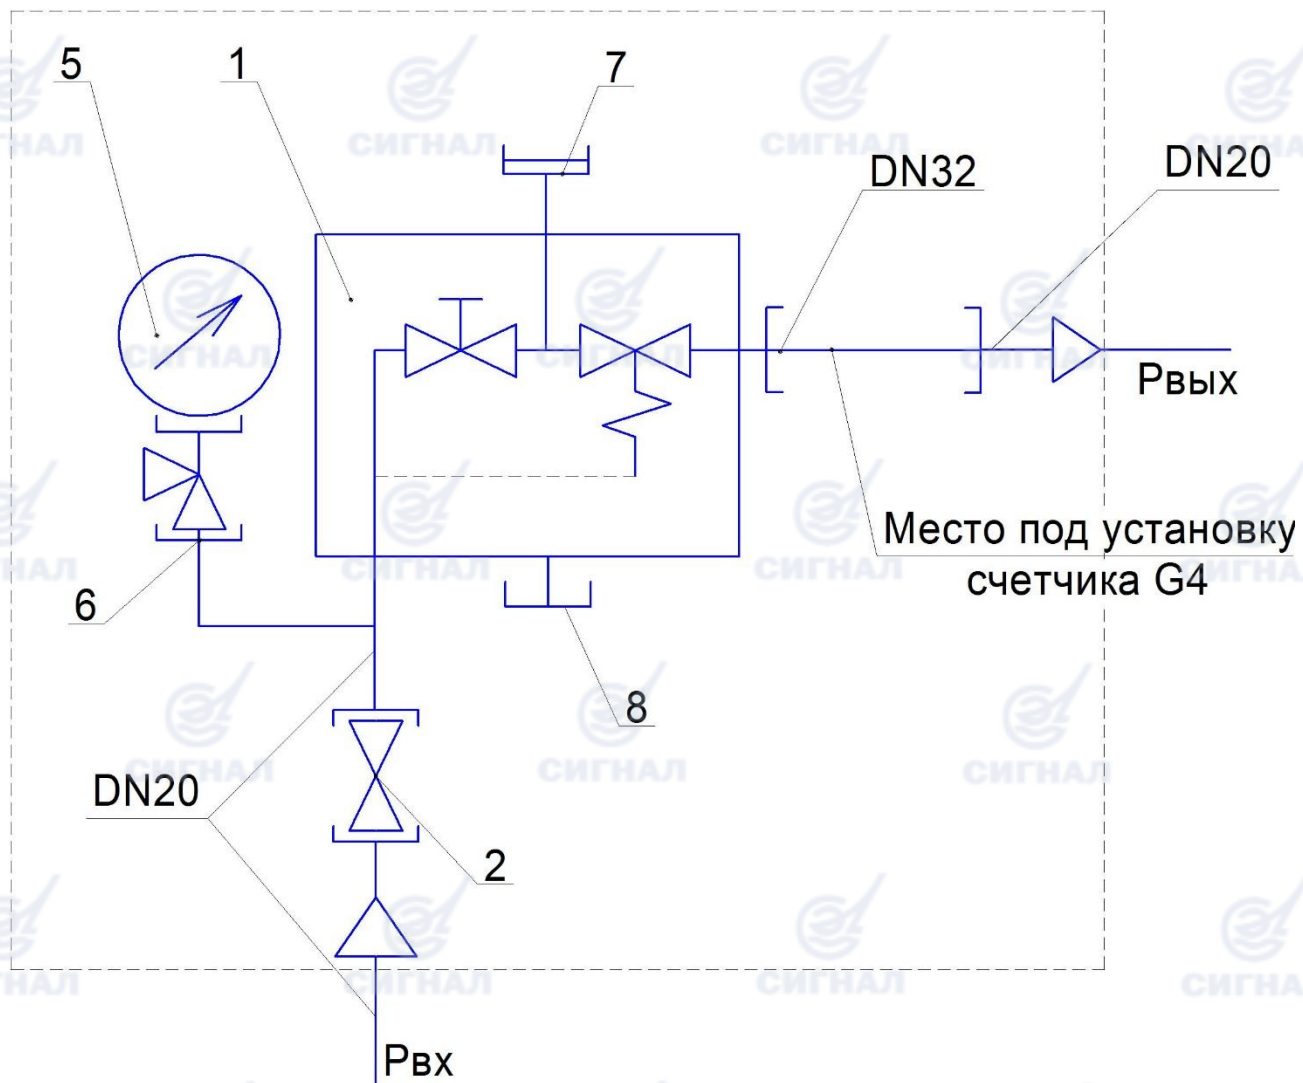 5
1
7
DN32
DN20
Рвых
Место под установку
счетчика G4
6
8
DN20
2
Рвх
СИГНАЛ